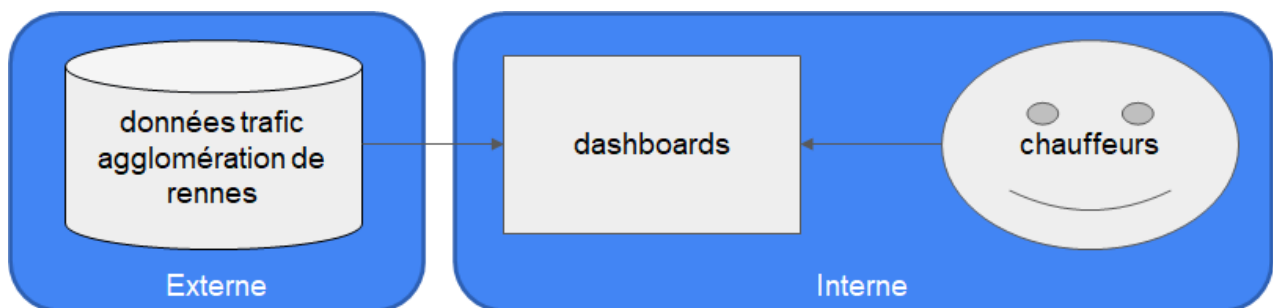 données trafic
agglomération de
rennes
Externe
dashboards
chauffeurs
Interne